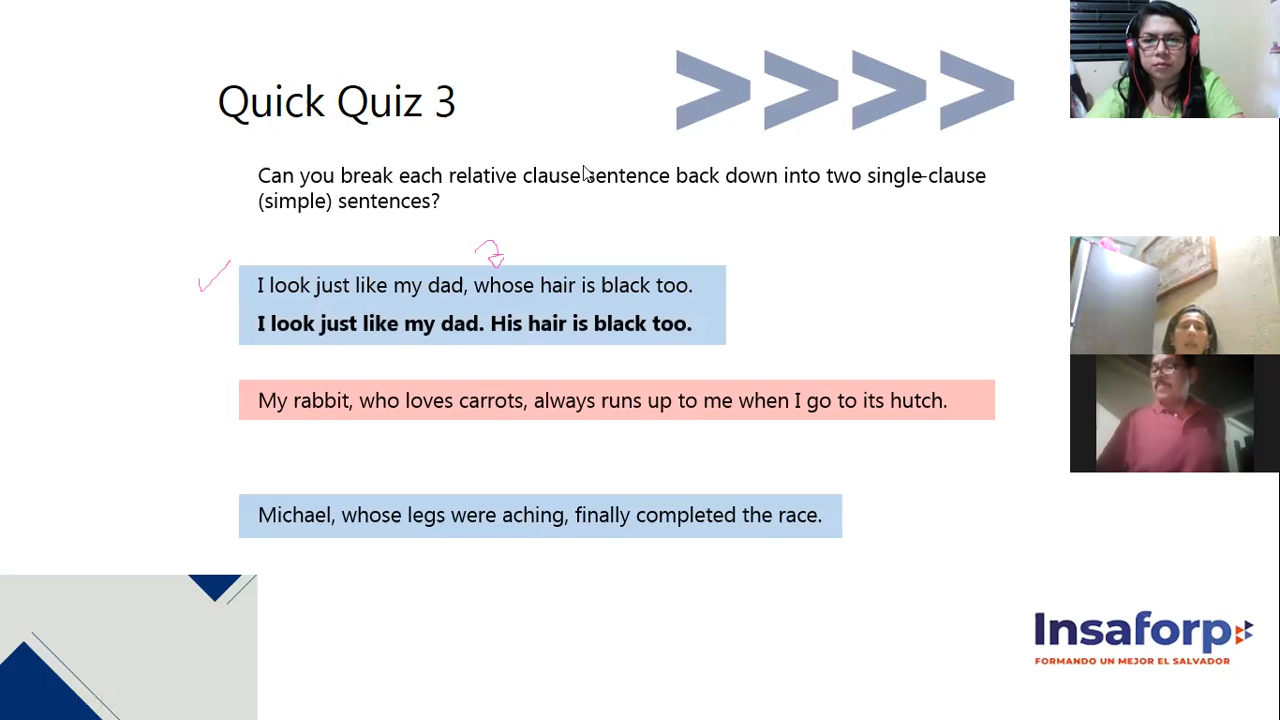 Quick Quiz 3
Can you break each relative clause sentence back down into two single-clause
(simple) sentences?
I look just like my dad, whose hair is black too.
I look just like my dad. His hair is black too.
My rabbit, who loves carrots, always runs up to me when I go to its hutch.
Michael, whose legs were aching, finally completed the race.
Insaforp
FORMANDO UN MEJOR EL SALVADOR